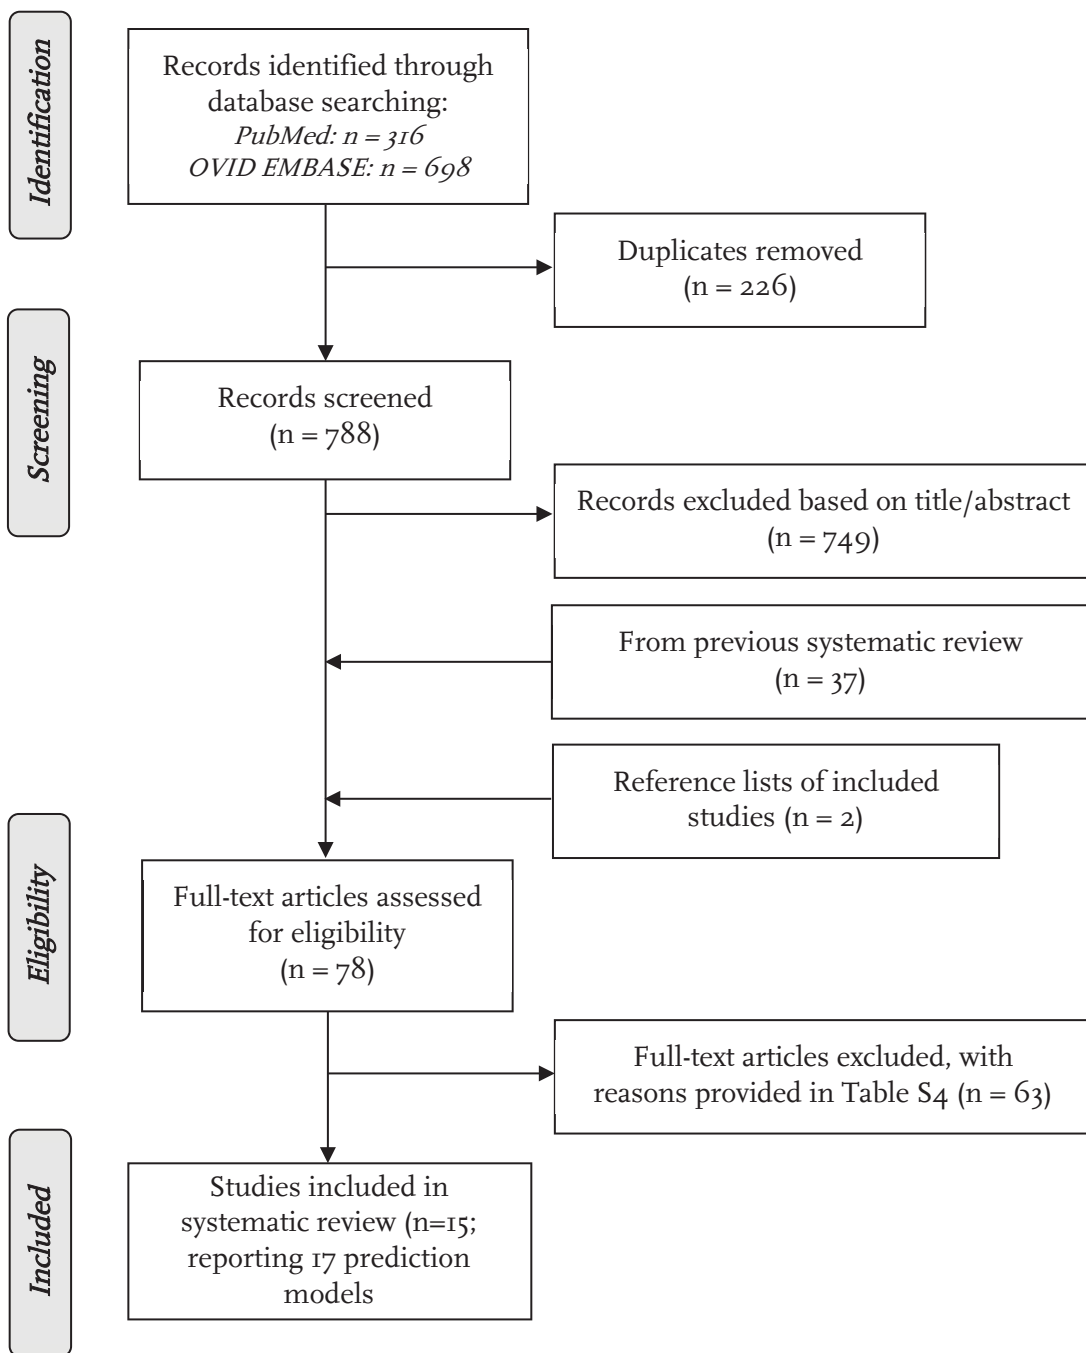 Identification
Records identified through
database searching:
PubMed: n = 316
OVID EMBASE: n = 698
Duplicates removed
(n = 226)
Screening
Records screened
(n = 788)
Records excluded based on title/abstract
(n = 749)
From previous systematic review
(n = 37)
Reference lists of included
studies (n = 2)
Eligibility
Full-text articles assessed
for eligibility
(n = 78)
Full-text articles excluded, with
reasons provided in Table S4 (n = 63)
Included
Studies included in
systematic review (n=15;
reporting 17 prediction
models